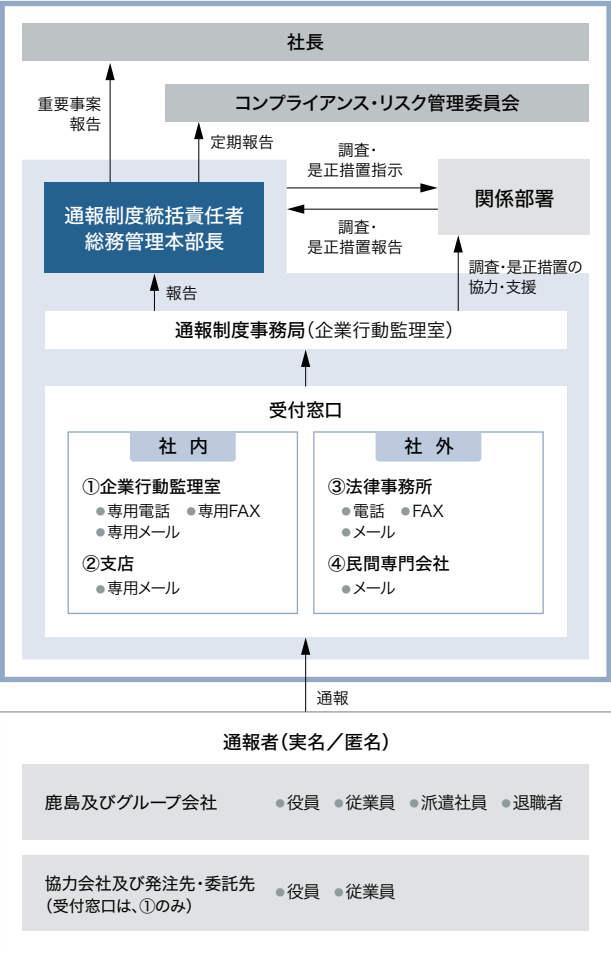 社長
重要事案
報告
コンプライアンス・リスク管理委員会
定期報告
調査・
是正措置指示
通報制度統括責任者
総務管理本部長
関係部署
調査・
是正措置報告
報告
調査・是正措置の
協力・支援
通報制度事務局（企業行動監理室）
受付窓口
社 内
①企業行動監理室
●専用電話 ●専用FAX
●専用メール
②支店
●専用メール
社 外
③法律事務所
●電話 ●FAX
●メール
④民間専門会社
●メール
通報
通報者（実名／匿名）
鹿島及びグループ会社 ●役員 ●従業員 ●派遣社員 ●退職者
協力会社及び発注先・委託先
（受付窓口は、①のみ） ●役員 ●従業員